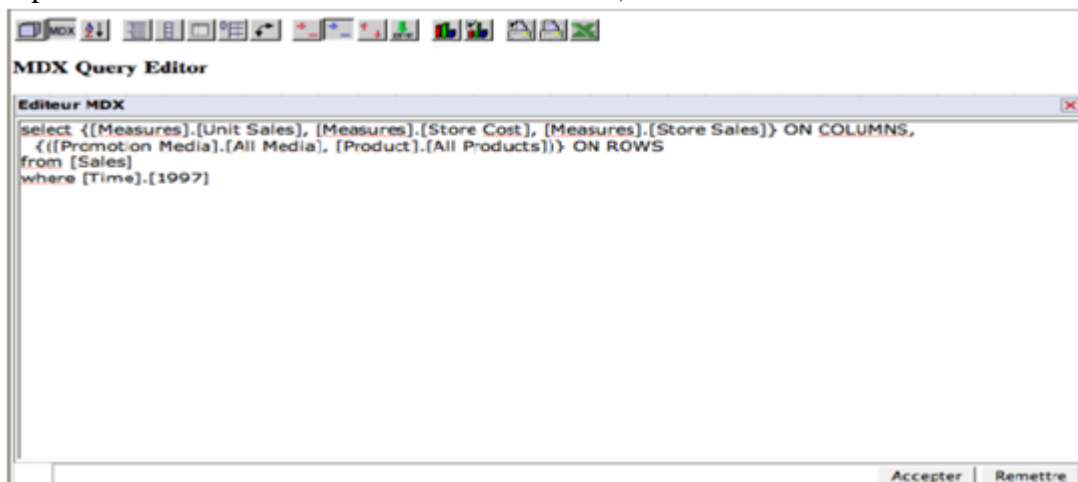 MDX
MDX Query Editor
Editeur MDX
select {[Measures].[Unit Sales], [Measures].[Store Cost], [Measures].[Store Sales]} ON COLUMNS,
{([Promotion Media].[All Media], [Product].[All Products])} ON ROWS
from [Sales]
where [Time].[1997]
Accepter Remettre